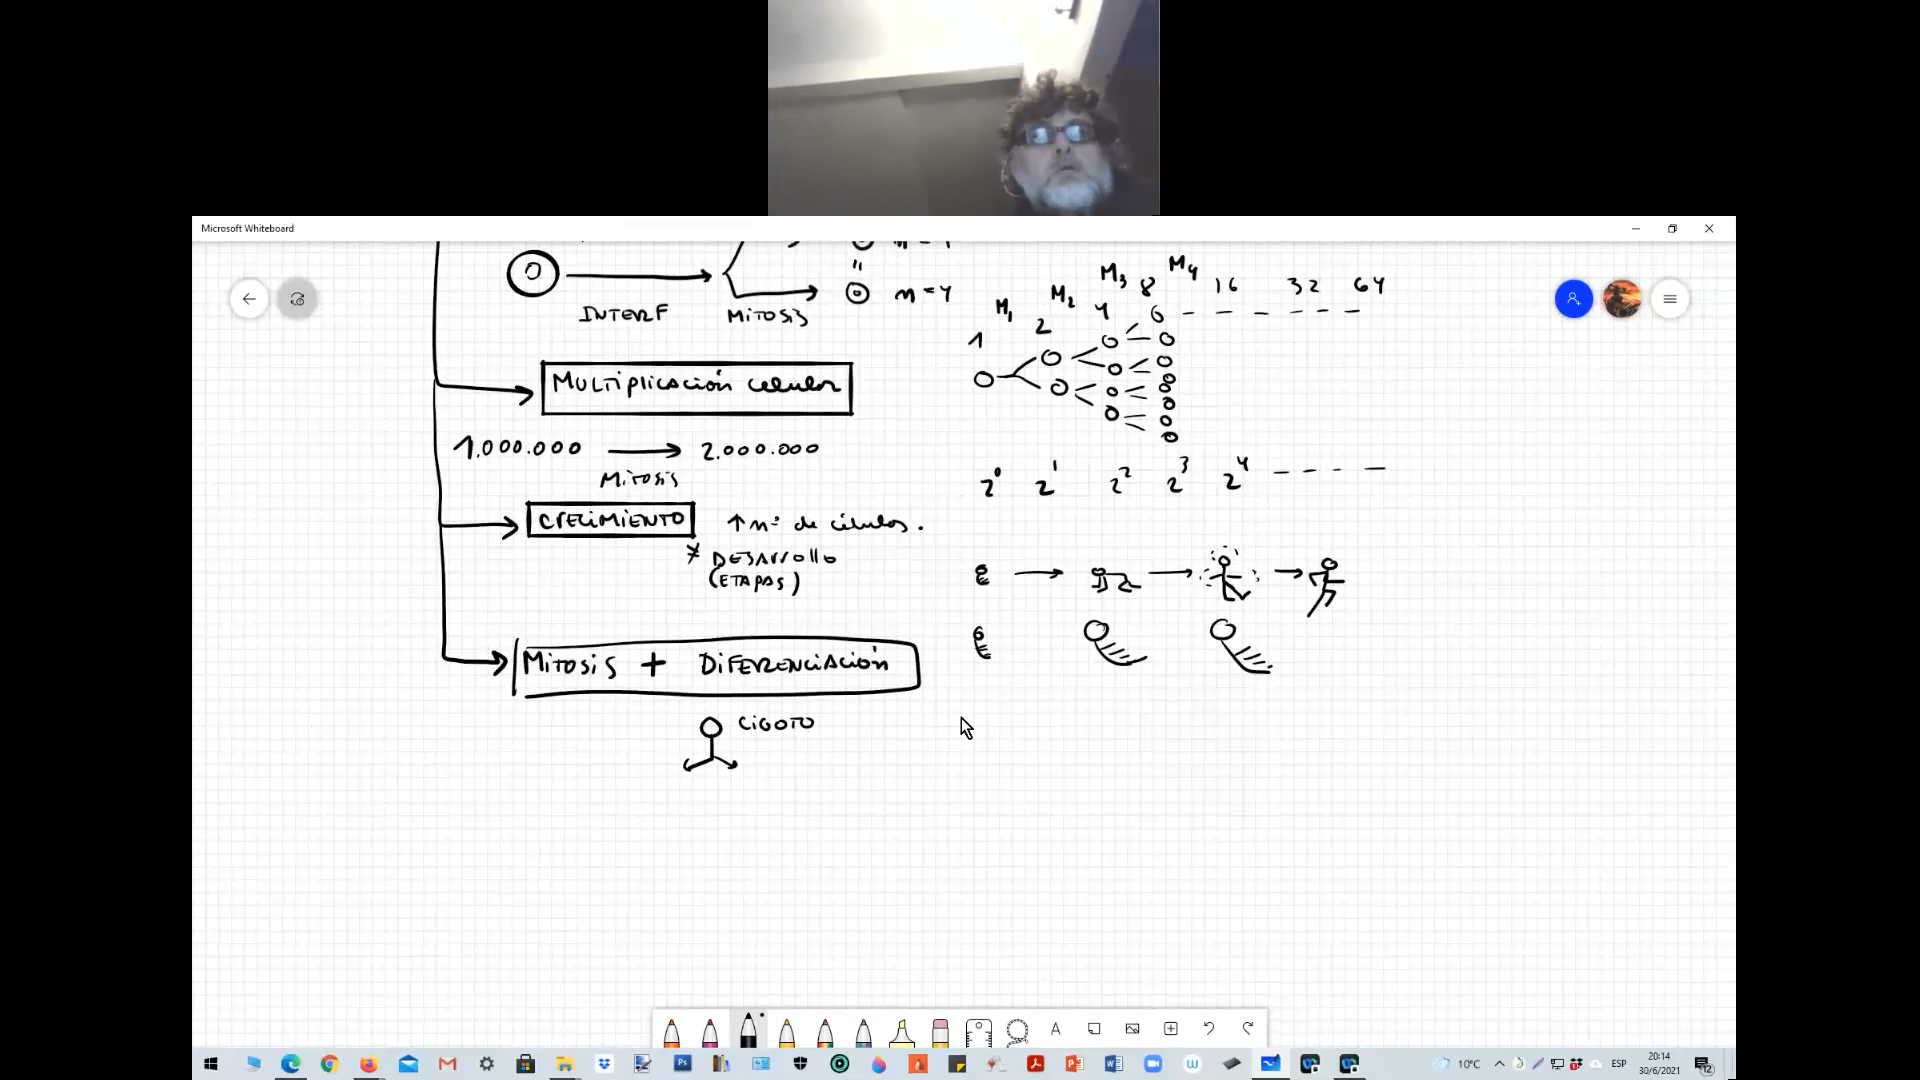 Microsoft Whiteboard
n = 4
INTERF
MITOSIS
MULTIPLICACIÓN CELULAR
1.000.000 → 2.000.000
MITOSIS
CRECIMIENTO
↑ nº de células.
* DESARROLLO
(ETAPAS)
MITOSIS + DIFERENCIACIÓN
CIGOTO
M1 M2 M3 M4
1 2 4 8 16 32 64
2⁰ 2¹ 2² 2³ 2⁴ - - - -
A
10°C
ESP
20:14
30/6/2021